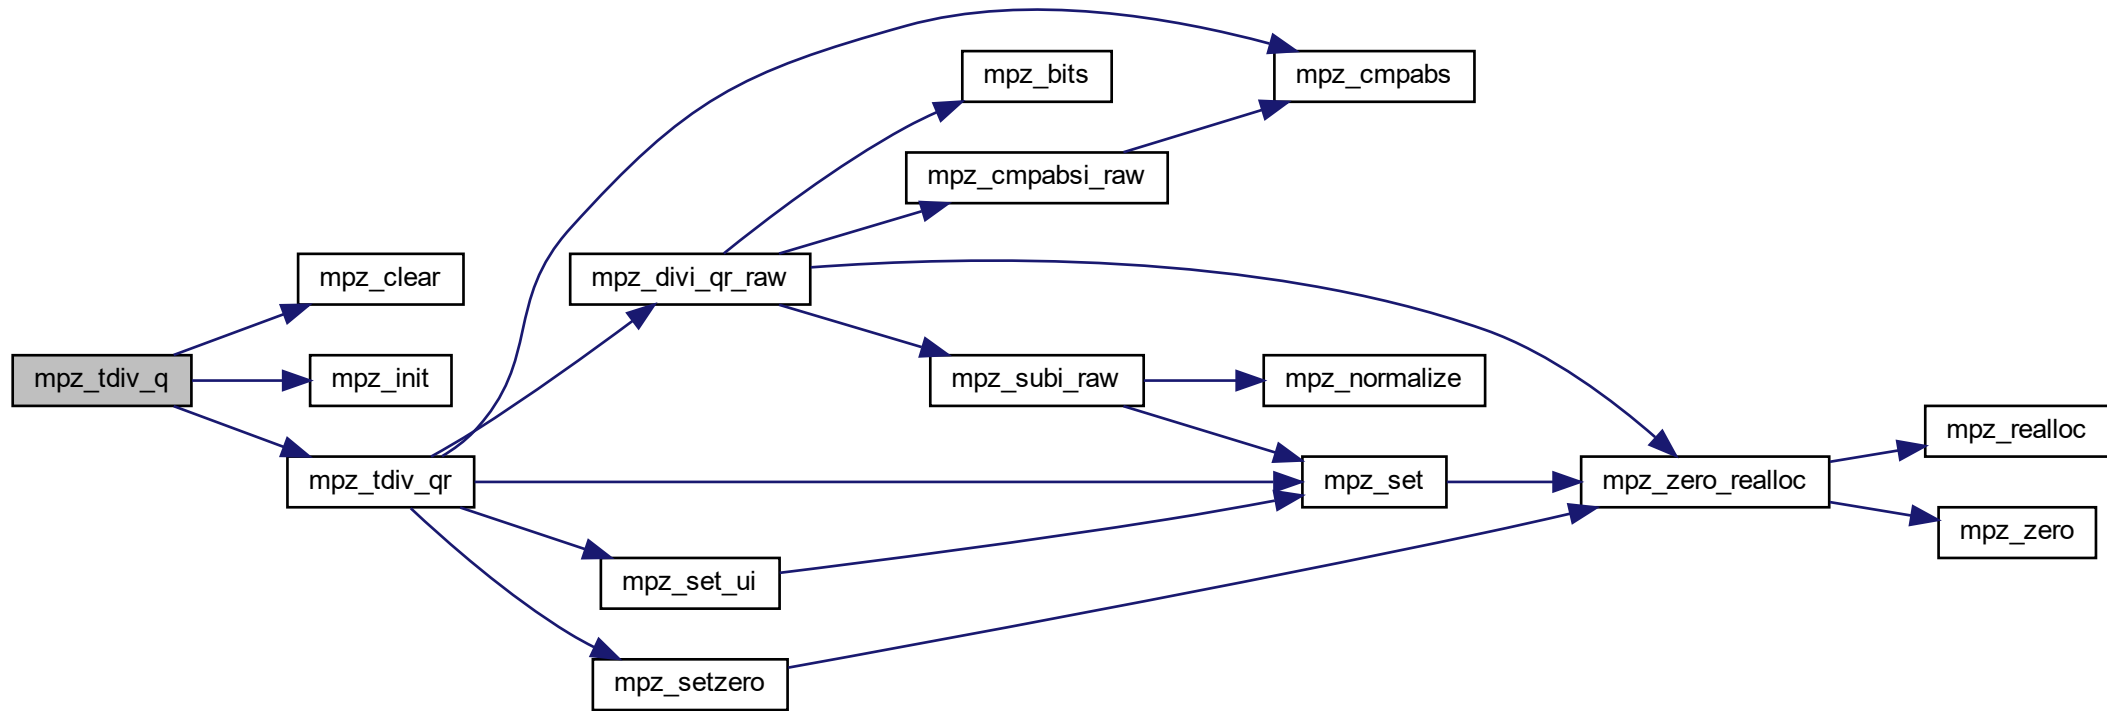 mpz_tdiv_q
mpz_clear
mpz_init
mpz_tdiv_qr
mpz_divi_qr_raw
mpz_set_ui
mpz_setzero
mpz_bits
mpz_cmpabsi_raw
mpz_subi_raw
mpz_cmpabs
mpz_normalize
mpz_set
mpz_zero_realloc
mpz_realloc
mpz_zero